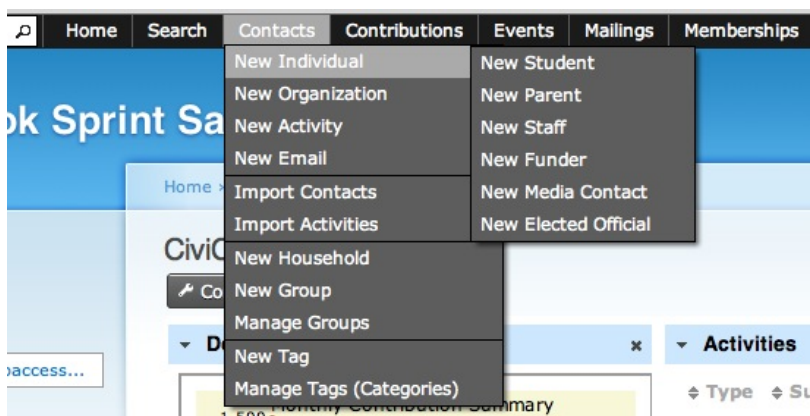 Home Search Contacts Contributions Events Mailings Memberships
New Individual
New Organization
New Activity
New Email
Import Contacts
Import Activities
New Household
New Group
Manage Groups
New Tag
Manage Tags (Categories)
New Student
New Parent
New Staff
New Funder
New Media Contact
New Elected Official
ok Sprint Sa
Home »
CiviC
Co
D
Activities
paccess...
Monthly Contribution Summary
Type Su